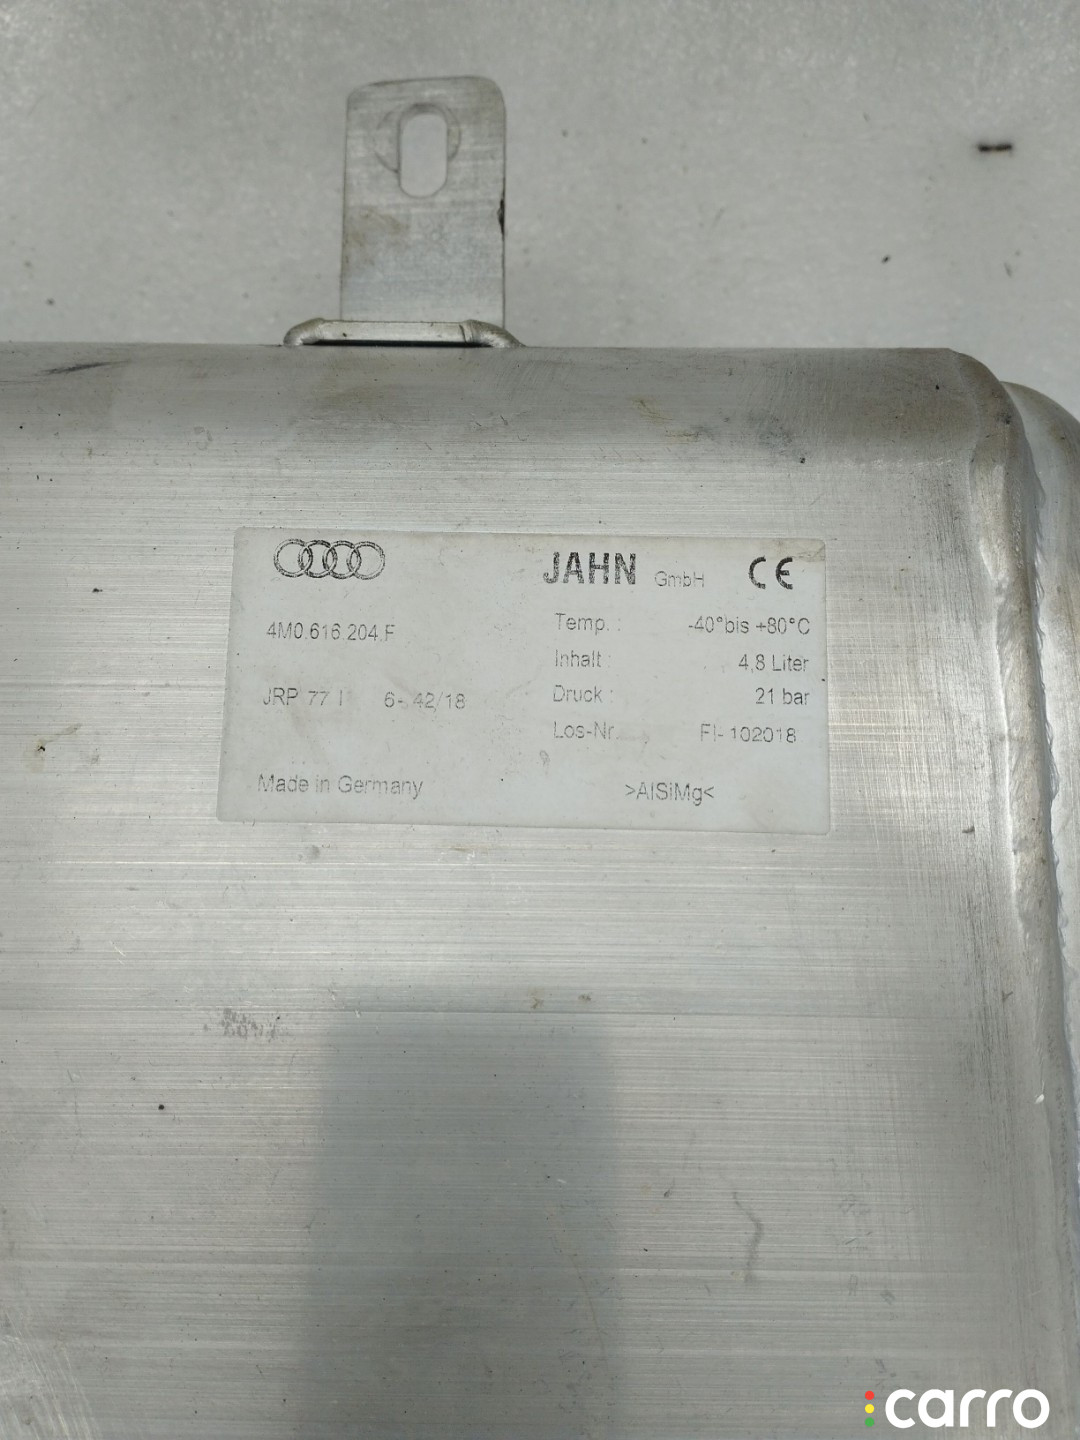 JAHN GmbH CE
4M0.616.204.F
Temp. : -40°bis +80°C
Inhalt : 4,8 Liter
JRP 77 I 6-. 42/18
Druck : 21 bar
Los-Nr. FI- 102018
Made in Germany
>AlSiMg<
carro